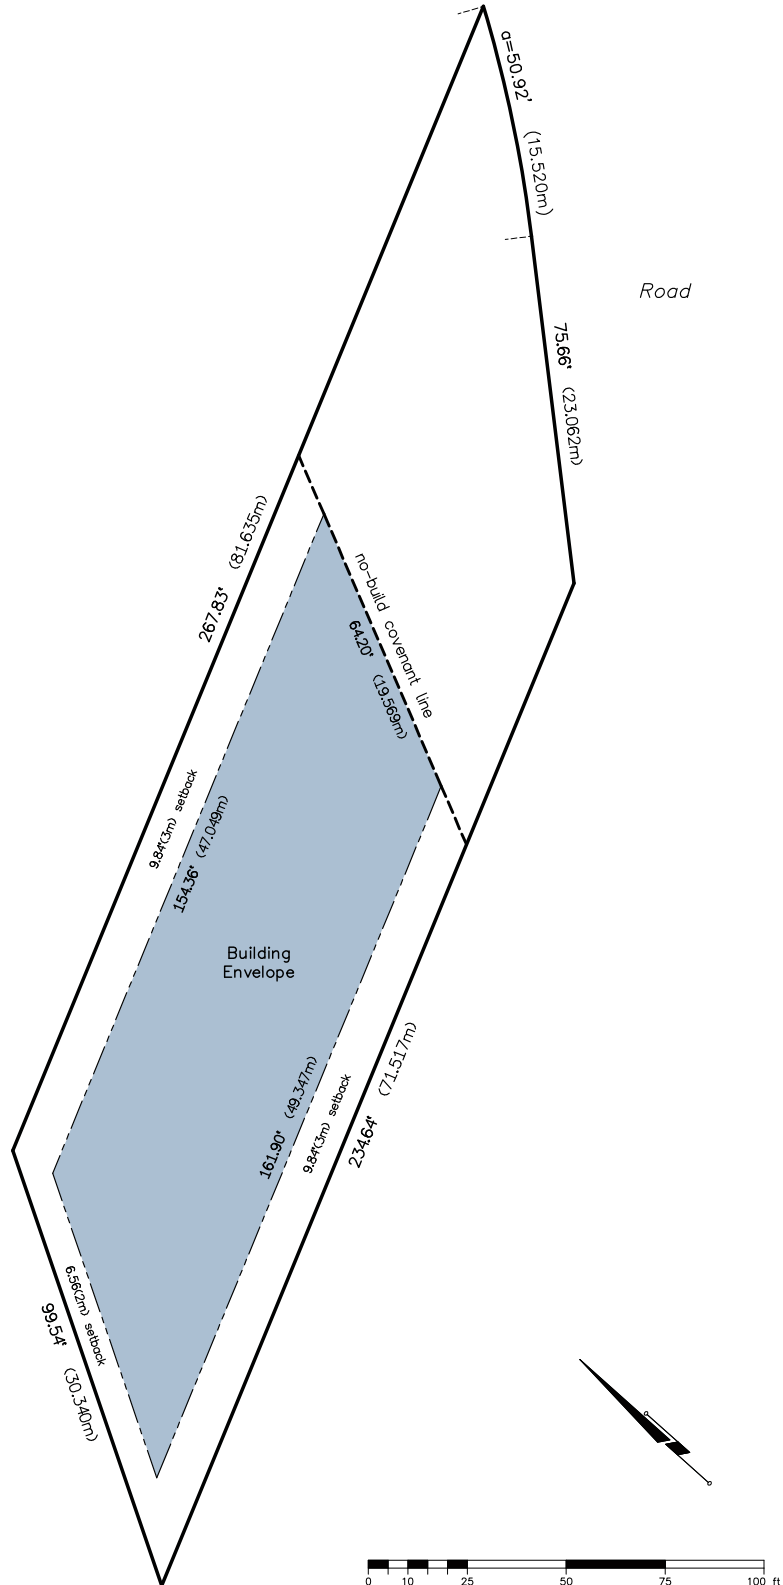 a=50.92' (15.520m)
Road
75.66' (23.062m)
267.83' (81.635m)
no-build covenant line
64.20' (19.569m)
9.84'(3m) setback
154.36' (47.049m)
Building
Envelope
161.90' (49.347m)
9.84'(3m) setback
234.64' (71.517m)
6.56'(2m) setback
99.54' (30.340m)
0 10 25 50 75 100 ft